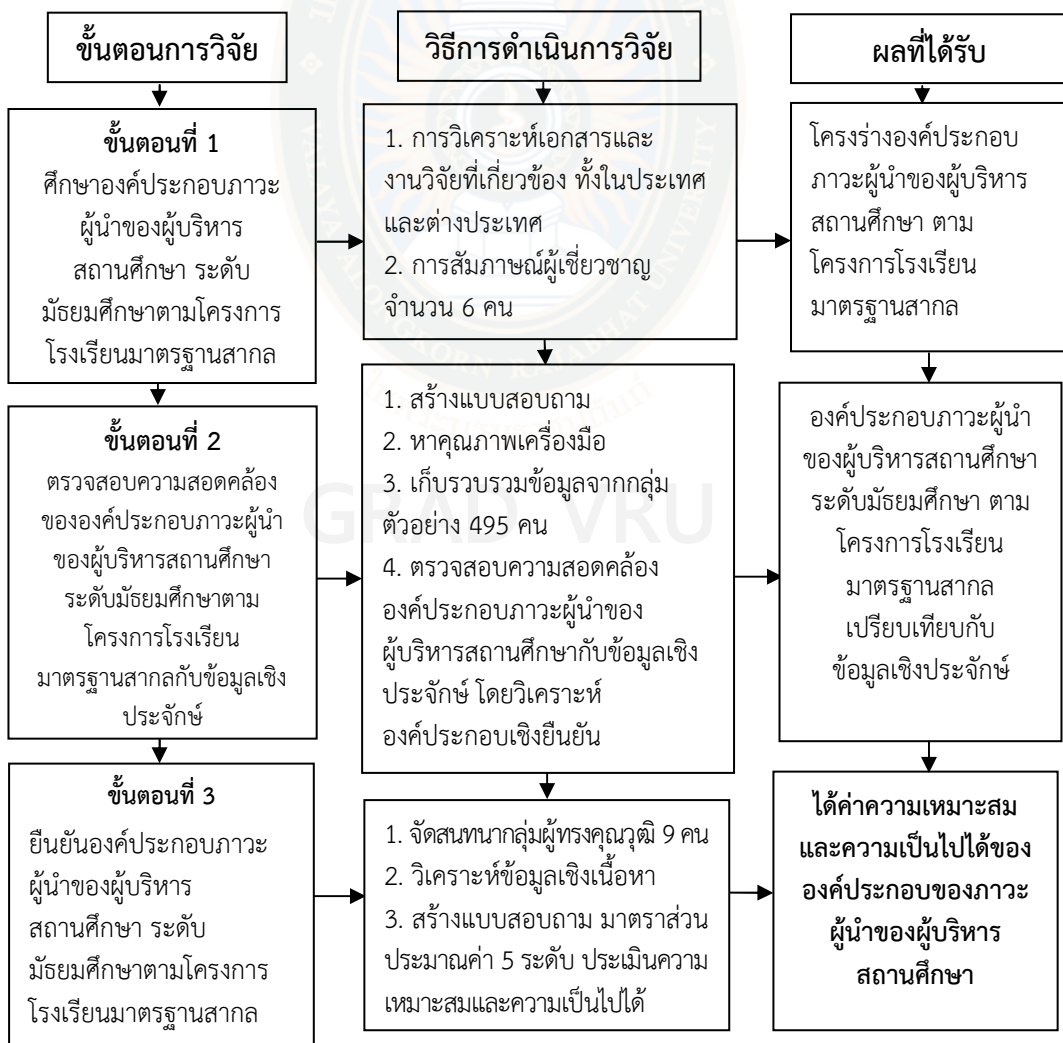 ขั้นตอนการวิจัย
วิธีการดำเนินการวิจัย
ผลที่ได้รับ
ขั้นตอนที่ 1
ศึกษาองค์ประกอบภาวะ
ผู้นำของผู้บริหาร
สถานศึกษา ระดับ
มัธยมศึกษาตามโครงการ
โรงเรียนมาตรฐานสากล
1. การวิเคราะห์เอกสารและ
งานวิจัยที่เกี่ยวข้อง ทั้งในประเทศ
และต่างประเทศ
2. การสัมภาษณ์ผู้เชี่ยวชาญ
จำนวน 6 คน
โครงร่างองค์ประกอบ
ภาวะผู้นำของผู้บริหาร
สถานศึกษา ตาม
โครงการโรงเรียน
มาตรฐานสากล
ขั้นตอนที่ 2
ตรวจสอบความสอดคล้อง
ขององค์ประกอบภาวะผู้นำ
ของผู้บริหารสถานศึกษา
ระดับมัธยมศึกษาตาม
โครงการโรงเรียน
มาตรฐานสากลกับข้อมูลเชิง
ประจักษ์
1. สร้างแบบสอบถาม
2. หาคุณภาพเครื่องมือ
3. เก็บรวบรวมข้อมูลจากกลุ่ม
ตัวอย่าง 495 คน
4. ตรวจสอบความสอดคล้อง
องค์ประกอบภาวะผู้นำของ
ผู้บริหารสถานศึกษากับข้อมูลเชิง
ประจักษ์ โดยวิเคราะห์
องค์ประกอบเชิงยืนยัน
องค์ประกอบภาวะผู้นำ
ของผู้บริหารสถานศึกษา
ระดับมัธยมศึกษา ตาม
โครงการโรงเรียน
มาตรฐานสากล
เปรียบเทียบกับ
ข้อมูลเชิงประจักษ์
ขั้นตอนที่ 3
ยืนยันองค์ประกอบภาวะ
ผู้นำของผู้บริหาร
สถานศึกษา ระดับ
มัธยมศึกษาตามโครงการ
โรงเรียนมาตรฐานสากล
1. จัดสนทนากลุ่มผู้ทรงคุณวุฒิ 9 คน
2. วิเคราะห์ข้อมูลเชิงเนื้อหา
3. สร้างแบบสอบถาม มาตราส่วน
ประมาณค่า 5 ระดับ ประเมินความ
เหมาะสมและความเป็นไปได้
ได้ค่าความเหมาะสม
และความเป็นไปได้ของ
องค์ประกอบของภาวะ
ผู้นำของผู้บริหาร
สถานศึกษา
GRAD VRU